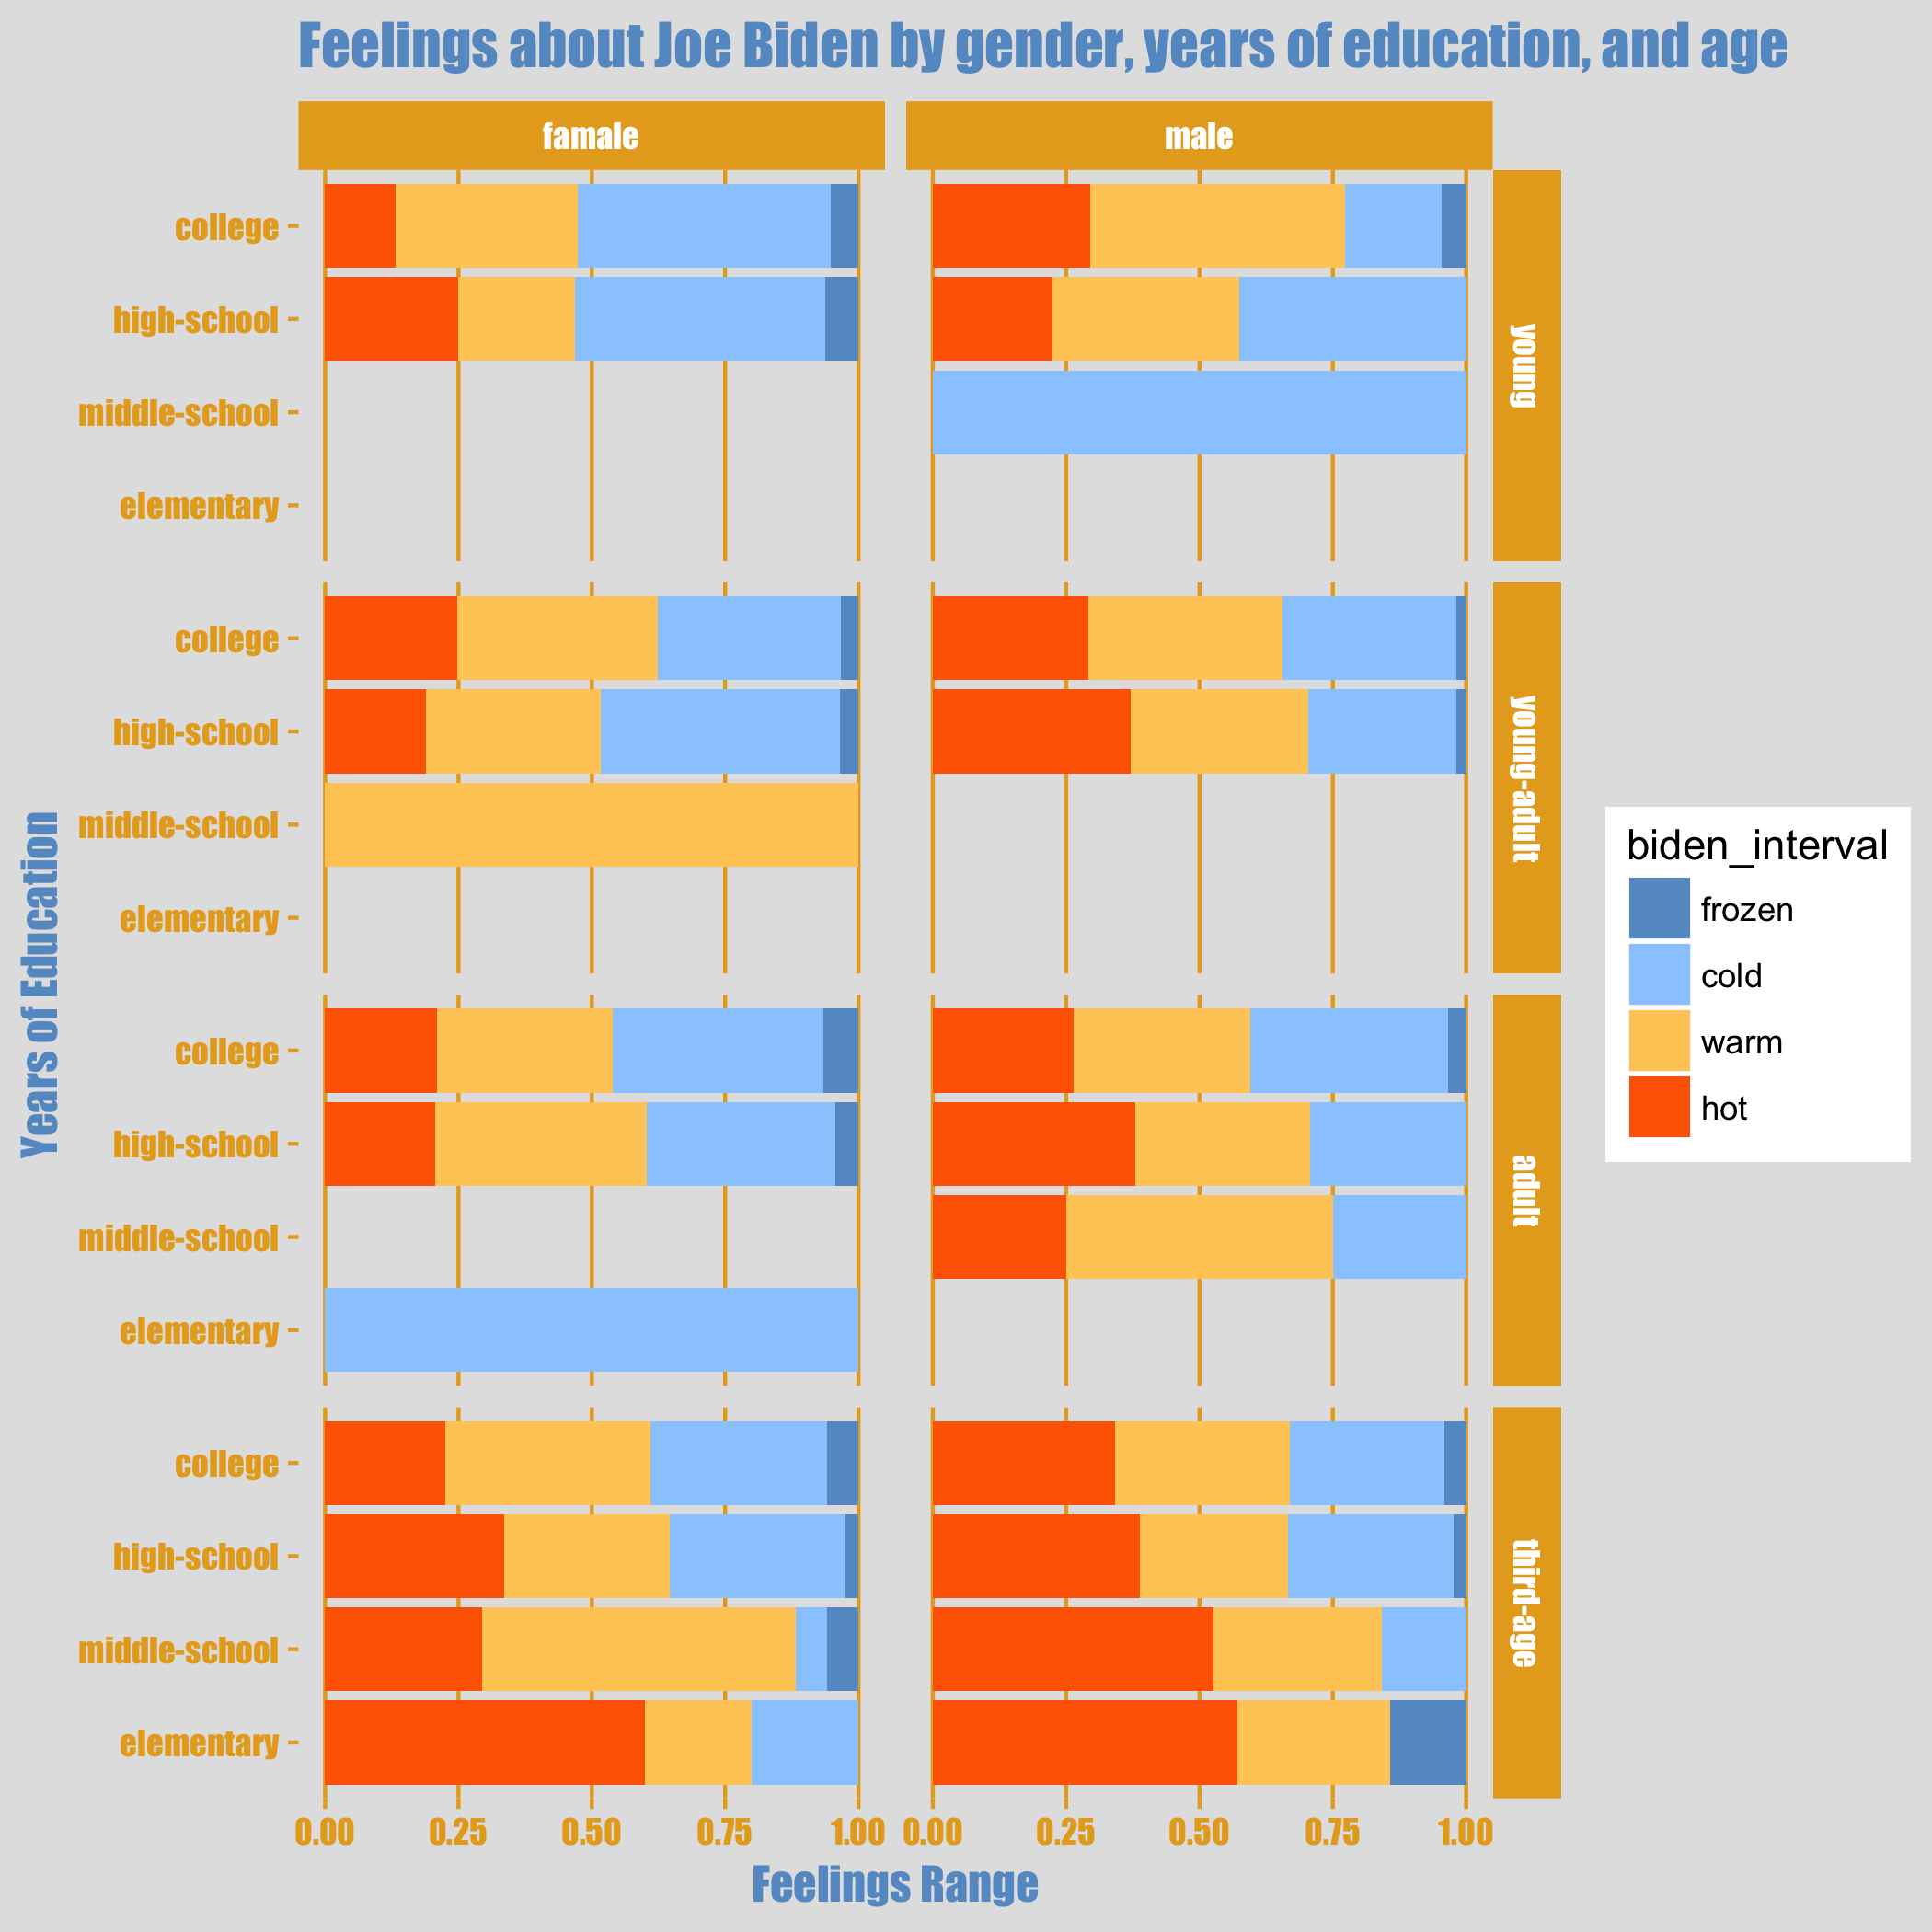 Feelings about Joe Biden by gender, years of education, and age
famale
male
college
high-school
middle-school
elementary
young
college
high-school
middle-school
elementary
young-adult
college
high-school
middle-school
elementary
adult
college
high-school
middle-school
elementary
third-age
0.00 0.25 0.50 0.75 1.00
0.00 0.25 0.50 0.75 1.00
Feelings Range
Years of Education
biden_interval
frozen
cold
warm
hot